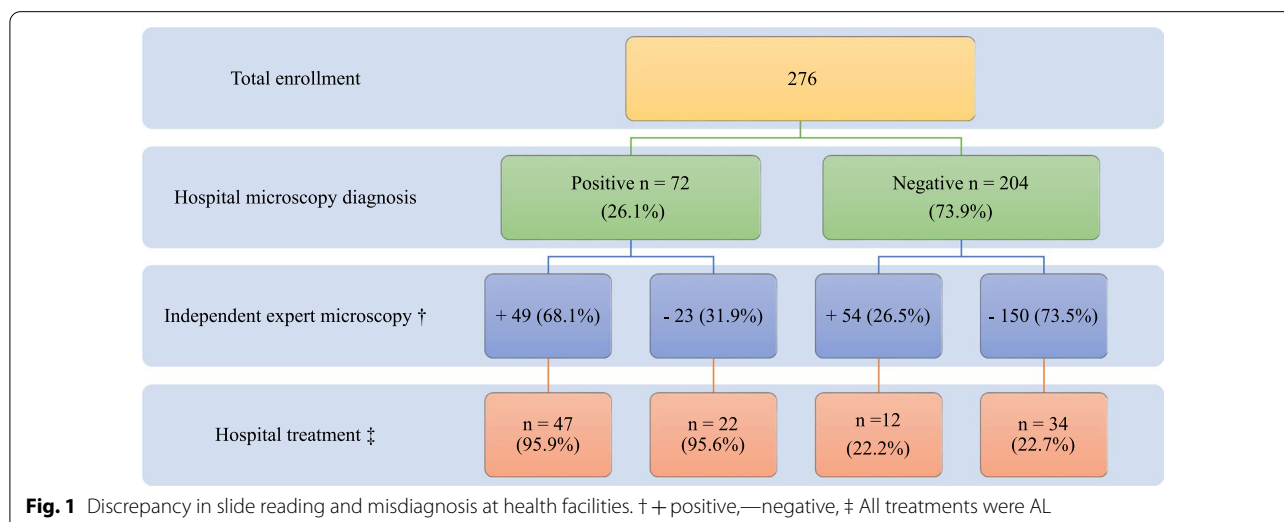 Total enrollment
276
Hospital microscopy diagnosis
Positive n = 72
(26.1%)
Negative n = 204
(73.9%)
Independent expert microscopy †
+ 49 (68.1%)
- 23 (31.9%)
+ 54 (26.5%)
- 150 (73.5%)
Hospital treatment ‡
n = 47
(95.9%)
n = 22
(95.6%)
n =12
(22.2%)
n = 34
(22.7%)
Fig. 1 Discrepancy in slide reading and misdiagnosis at health facilities. † + positive,—negative, ‡ All treatments were AL